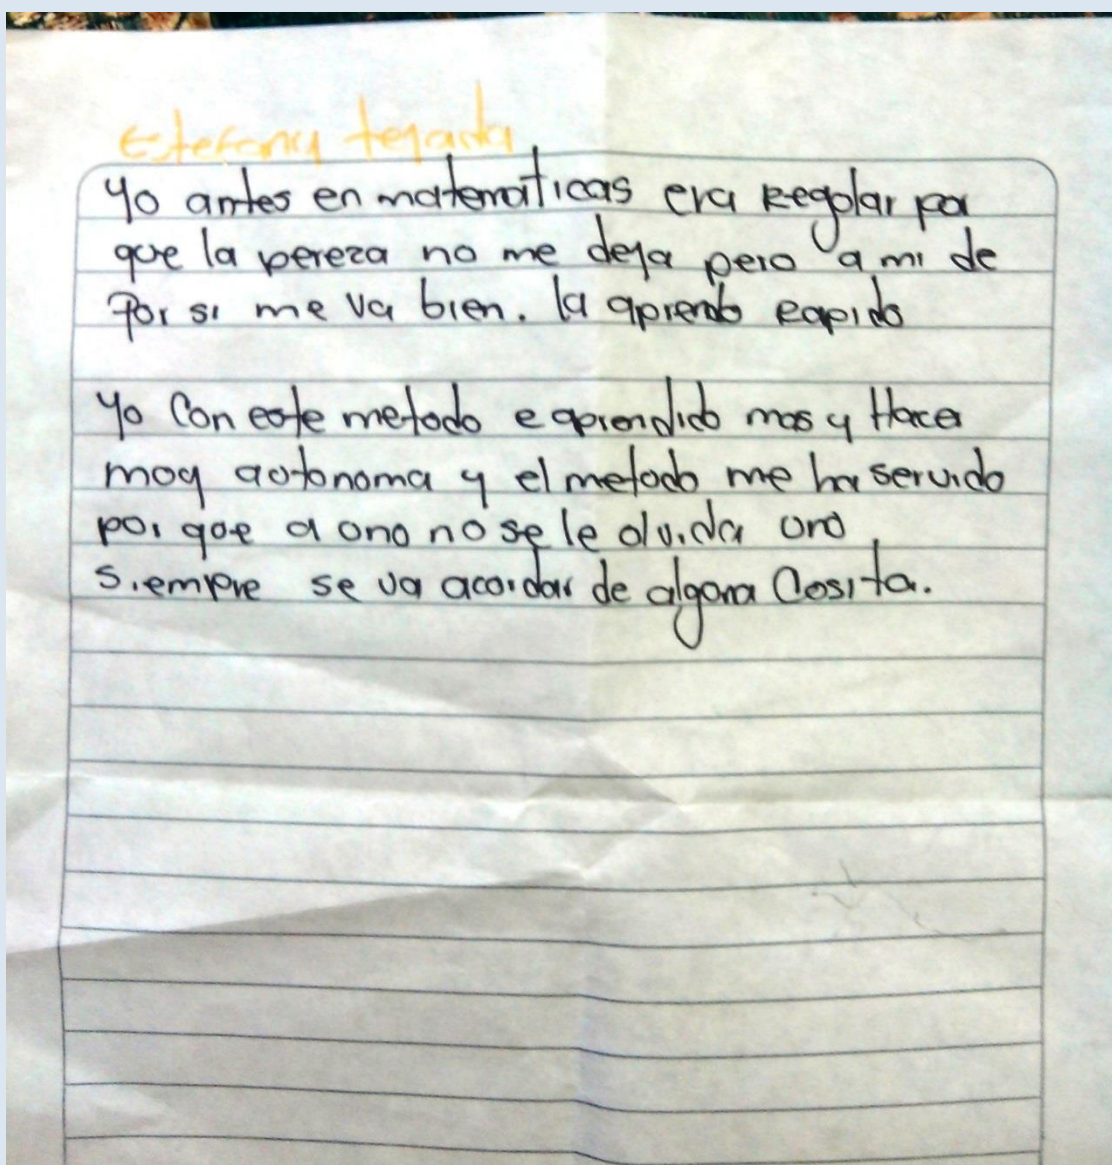 Estefany tejada
Yo antes en matematicas era Regular por
que la pereza no me deja pero a mi de
Por si me va bien. la aprendo Rapido
Yo Con este metodo e aprendido mas y Hacer
muy autonoma y el metodo me ha servido
por que a uno no se le olvida uno
siempre se va acordar de alguna Cosita.